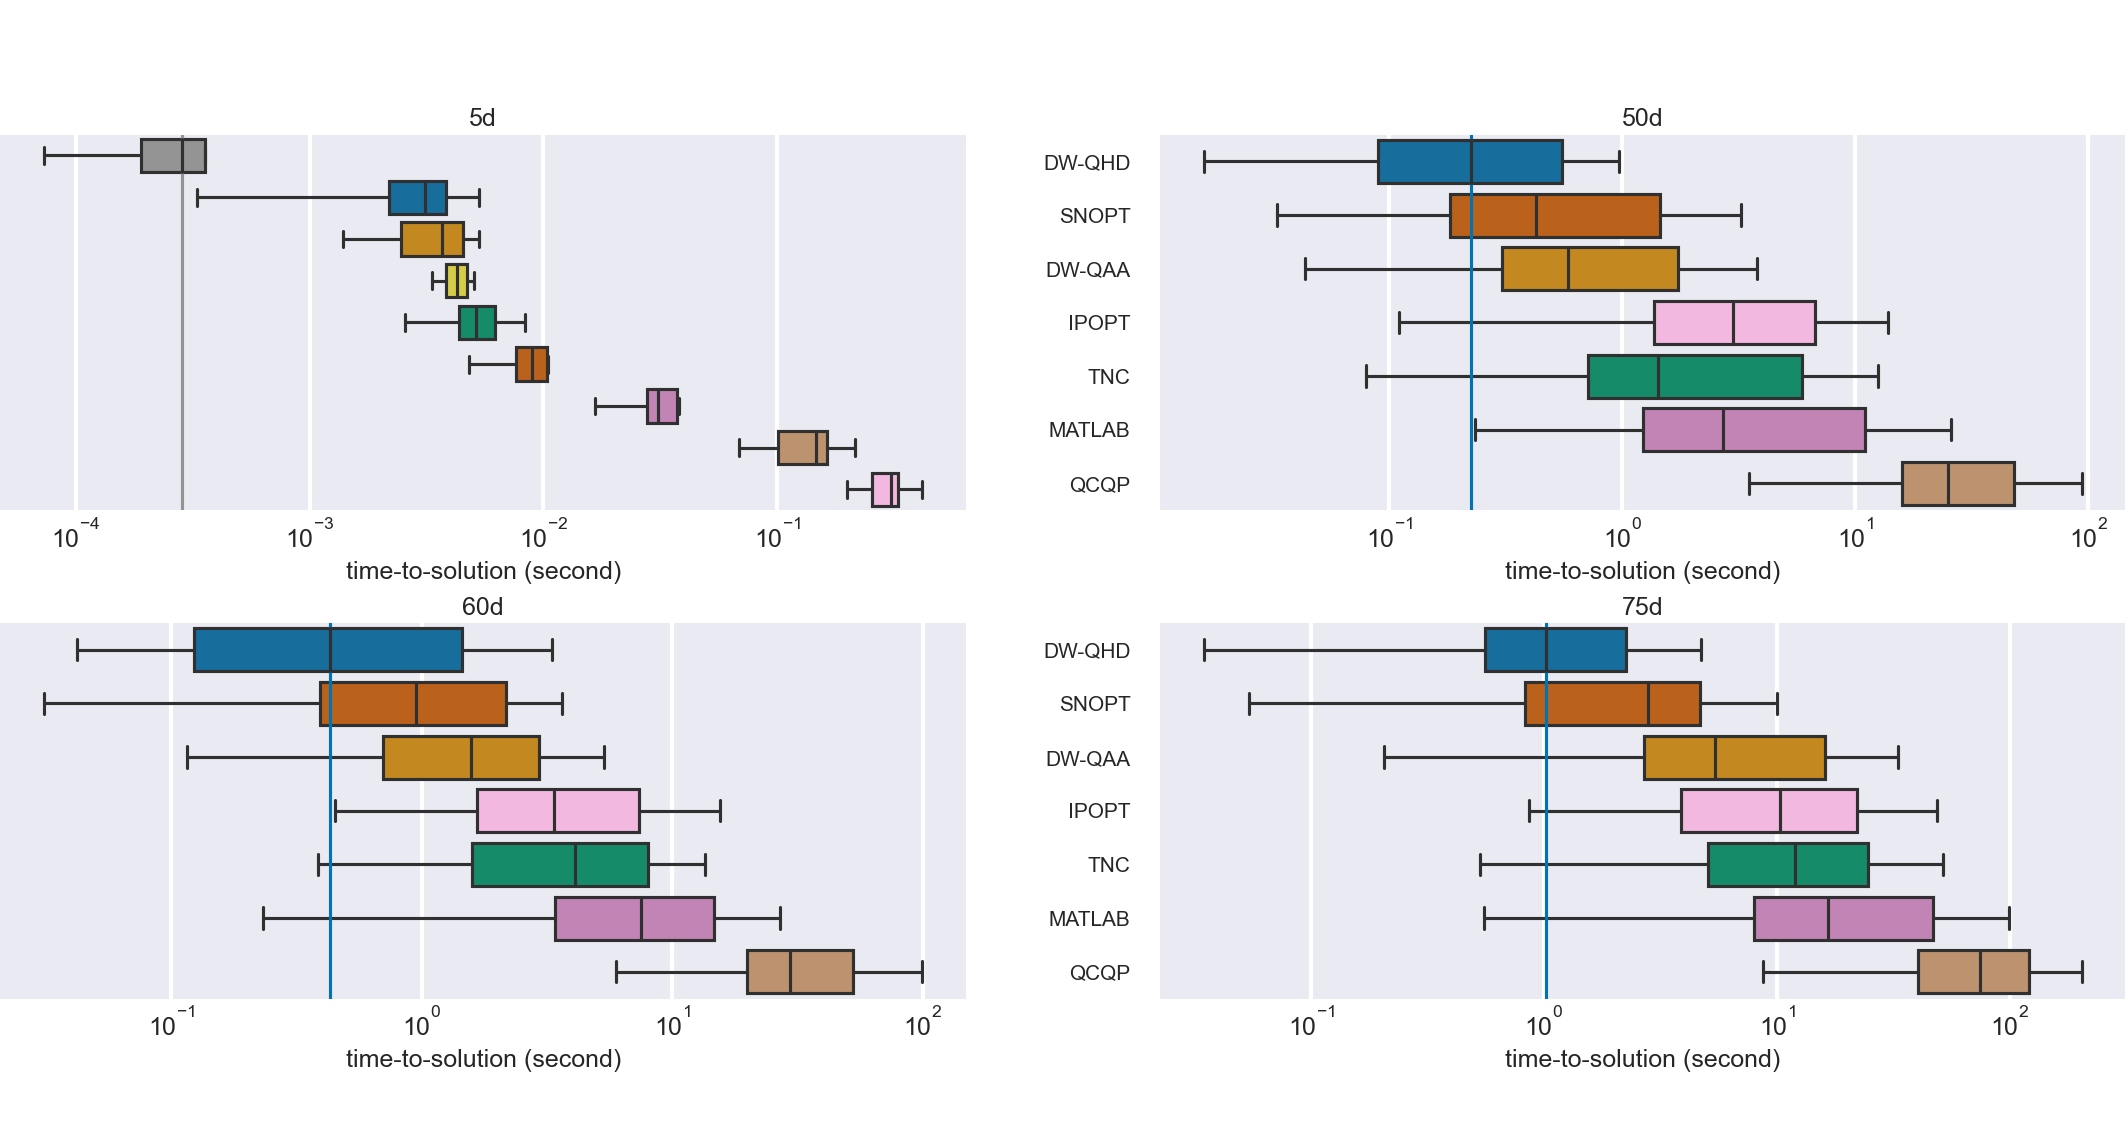 5d
10⁻⁴ 10⁻³ 10⁻² 10⁻¹
time-to-solution (second)
50d
DW-QHD
SNOPT
DW-QAA
IPOPT
TNC
MATLAB
QCQP
10⁻¹ 10⁰ 10¹ 10²
time-to-solution (second)
60d
10⁻¹ 10⁰ 10¹ 10²
time-to-solution (second)
75d
DW-QHD
SNOPT
DW-QAA
IPOPT
TNC
MATLAB
QCQP
10⁻¹ 10⁰ 10¹ 10²
time-to-solution (second)